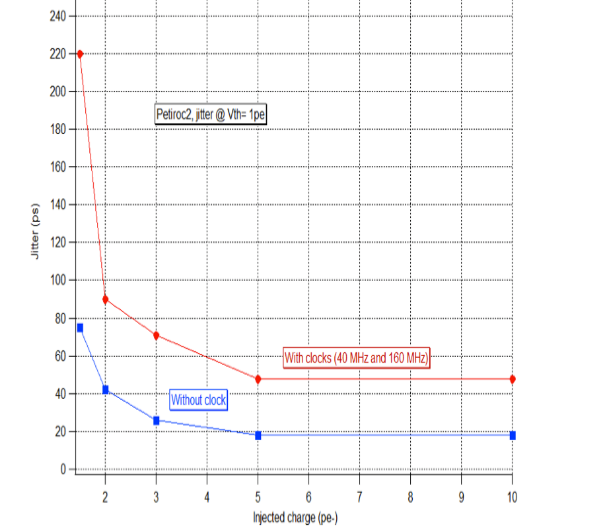 240
220
200
180
160
140
120
100
80
60
40
20
0
Jitter (ps)
Petiroc2, jitter @ Vth= 1pe
With clocks (40 MHz and 160 MHz)
Without clock
2 3 4 5 6 7 8 9 10
Injected charge (pe-)